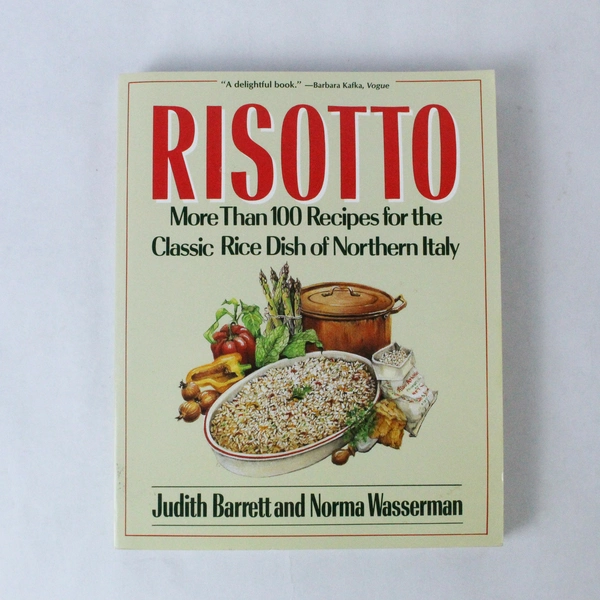 “A delightful book.” —Barbara Kafka, Vogue
RISOTTO
More Than 100 Recipes for the
Classic Rice Dish of Northern Italy
Judith Barrett and Norma Wasserman